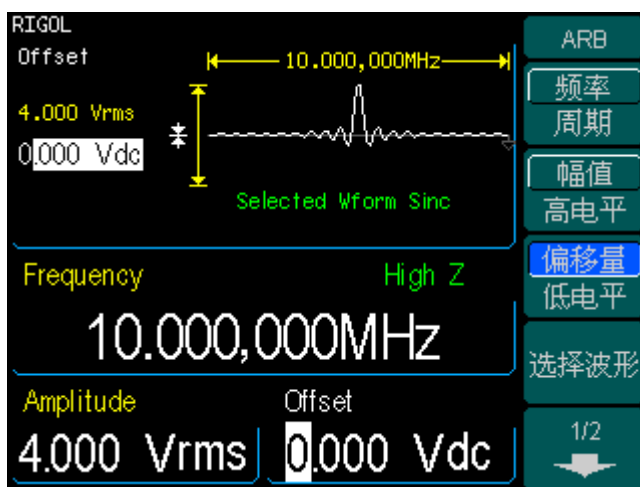 RIGOL
Offset
10.000,000MHz
4.000 Vrms
0.000 Vdc
Selected Wform Sinc
Frequency
High Z
10.000,000MHz
Amplitude
Offset
4.000 Vrms
0.000 Vdc
ARB
频率
周期
幅值
高电平
偏移量
低电平
选择波形
1/2